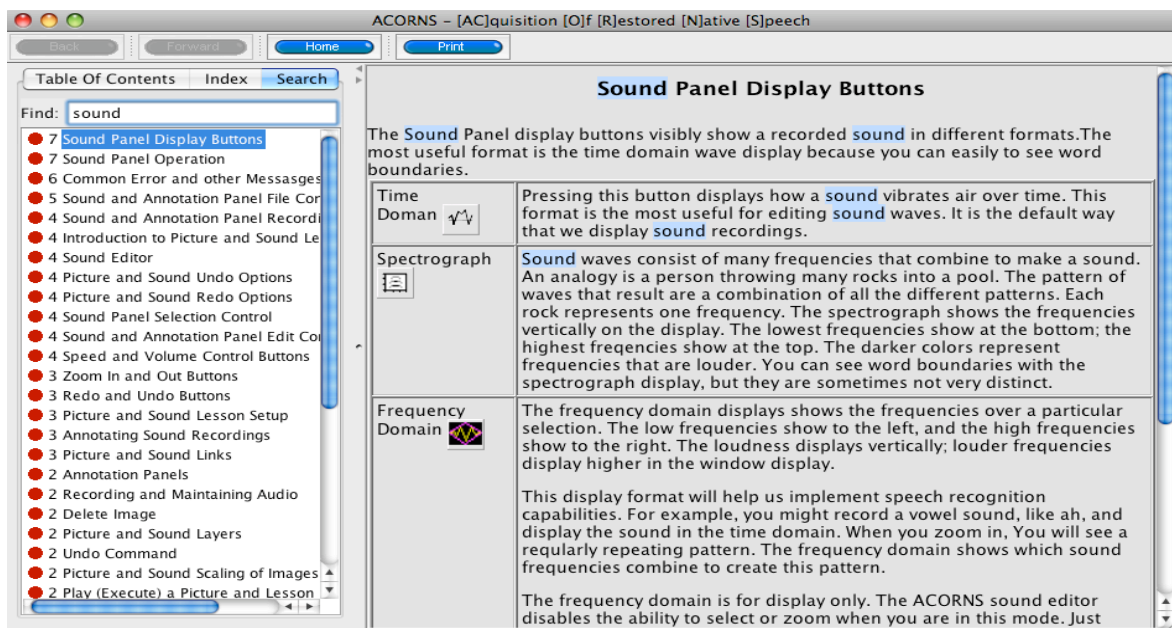 ACORNS – [AC]quisition [O]f [R]estored [N]ative [S]peech
Back Forward Home Print
Table Of Contents Index Search
Find: sound
7 Sound Panel Display Buttons
7 Sound Panel Operation
6 Common Error and other Messasges
5 Sound and Annotation Panel File Cor
4 Sound and Annotation Panel Recordi
4 Introduction to Picture and Sound Le
4 Sound Editor
4 Picture and Sound Undo Options
4 Picture and Sound Redo Options
4 Sound Panel Selection Control
4 Sound and Annotation Panel Edit Cor
4 Speed and Volume Control Buttons
3 Zoom In and Out Buttons
3 Redo and Undo Buttons
3 Picture and Sound Lesson Setup
3 Annotating Sound Recordings
3 Picture and Sound Links
2 Annotation Panels
2 Recording and Maintaining Audio
2 Delete Image
2 Picture and Sound Layers
2 Undo Command
2 Picture and Sound Scaling of Images
2 Play (Execute) a Picture and Lesson
Sound Panel Display Buttons
The Sound Panel display buttons visibly show a recorded sound in different formats.The
most useful format is the time domain wave display because you can easily to see word
boundaries.
Time
Doman
Pressing this button displays how a sound vibrates air over time. This
format is the most useful for editing sound waves. It is the default way
that we display sound recordings.
Spectrograph
Sound waves consist of many frequencies that combine to make a sound.
An analogy is a person throwing many rocks into a pool. The pattern of
waves that result are a combination of all the different patterns. Each
rock represents one frequency. The spectrograph shows the frequencies
vertically on the display. The lowest frequencies show at the bottom; the
highest freqencies show at the top. The darker colors represent
frequencies that are louder. You can see word boundaries with the
spectrograph display, but they are sometimes not very distinct.
Frequency
Domain
The frequency domain displays shows the frequencies over a particular
selection. The low frequencies show to the left, and the high frequencies
show to the right. The loudness displays vertically; louder frequencies
display higher in the window display.
This display format will help us implement speech recognition
capabilities. For example, you might record a vowel sound, like ah, and
display the sound in the time domain. When you zoom in, You will see a
reqularly repeating pattern. The frequency domain shows which sound
frequencies combine to create this pattern.
The frequency domain is for display only. The ACORNS sound editor
disables the ability to select or zoom when you are in this mode. Just